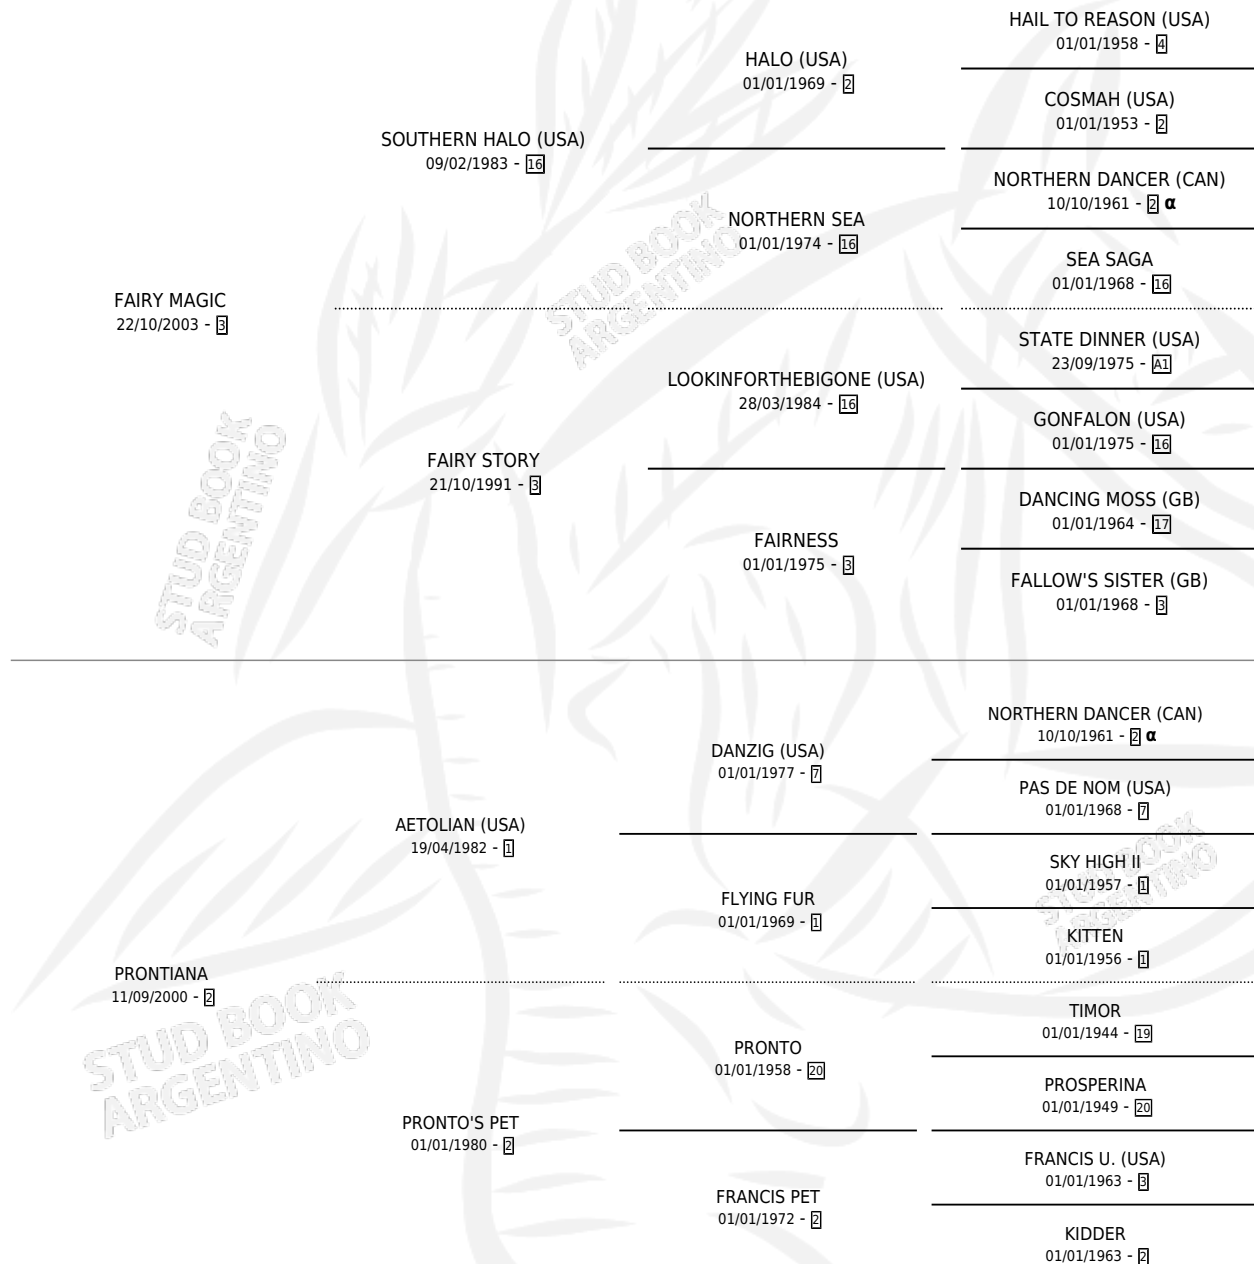 HAIL TO REASON (USA)
01/01/1958 - 4
HALO (USA)
01/01/1969 - 2
COSMAH (USA)
01/01/1953 - 2
SOUTHERN HALO (USA)
09/02/1983 - 16
NORTHERN DANCER (CAN)
10/10/1961 - 2 α
NORTHERN SEA
01/01/1974 - 16
SEA SAGA
01/01/1968 - 16
FAIRY MAGIC
22/10/2003 - 3
STATE DINNER (USA)
23/09/1975 - A1
LOOKINFORTHEBIGONE (USA)
28/03/1984 - 16
GONFALON (USA)
01/01/1975 - 16
FAIRY STORY
21/10/1991 - 3
DANCING MOSS (GB)
01/01/1964 - 17
FAIRNESS
01/01/1975 - 3
FALLOW'S SISTER (GB)
01/01/1968 - 3
NORTHERN DANCER (CAN)
10/10/1961 - 2 α
DANZIG (USA)
01/01/1977 - 7
PAS DE NOM (USA)
01/01/1968 - 7
AETOLIAN (USA)
19/04/1982 - 1
SKY HIGH II
01/01/1957 - 1
FLYING FUR
01/01/1969 - 1
KITTEN
01/01/1956 - 1
PRONTIANA
11/09/2000 - 2
TIMOR
01/01/1944 - 19
PRONTO
01/01/1958 - 20
PROSPERINA
01/01/1949 - 20
PRONTO'S PET
01/01/1980 - 2
FRANCIS U. (USA)
01/01/1963 - 3
FRANCIS PET
01/01/1972 - 2
KIDDER
01/01/1963 - 2
STUD BOOK
ARGENTINO
STUD BOOK
ARGENTINO
STUD BOOK
ARGENTINO
STUD BOOK
ARGENTINO